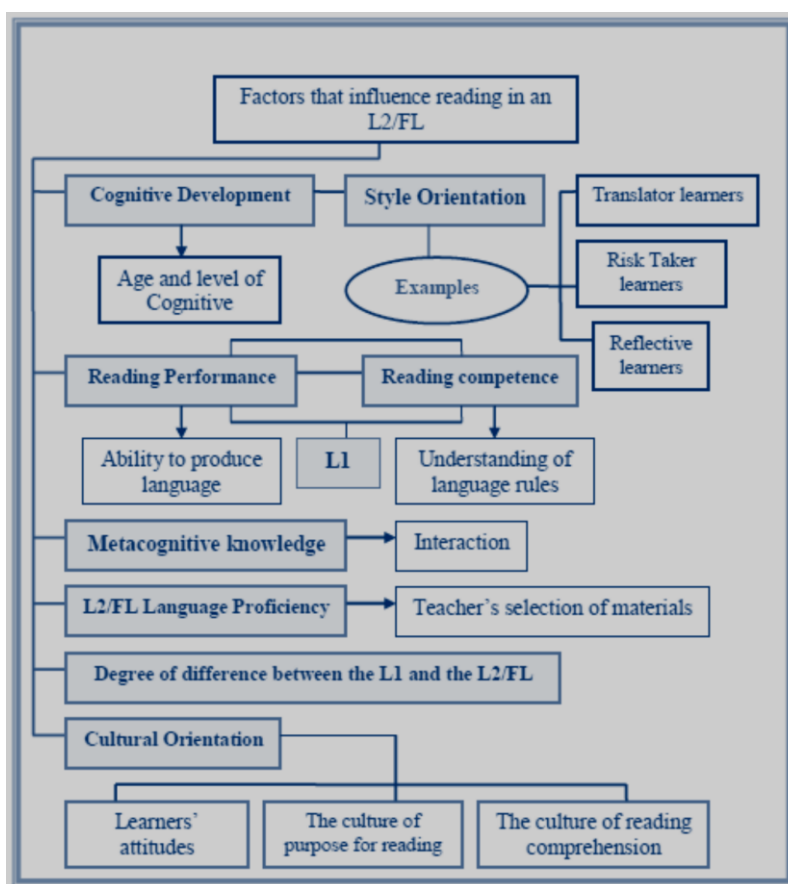 Factors that influence reading in an
L2/FL
Cognitive Development
Style Orientation
Translator learners
Age and level of
Cognitive
Examples
Risk Taker
learners
Reflective
learners
Reading Performance
Reading competence
Ability to produce
language
L1
Understanding of
language rules
Metacognitive knowledge
Interaction
L2/FL Language Proficiency
Teacher's selection of materials
Degree of difference between the L1 and the L2/FL
Cultural Orientation
Learners'
attitudes
The culture of
purpose for reading
The culture of reading
comprehension